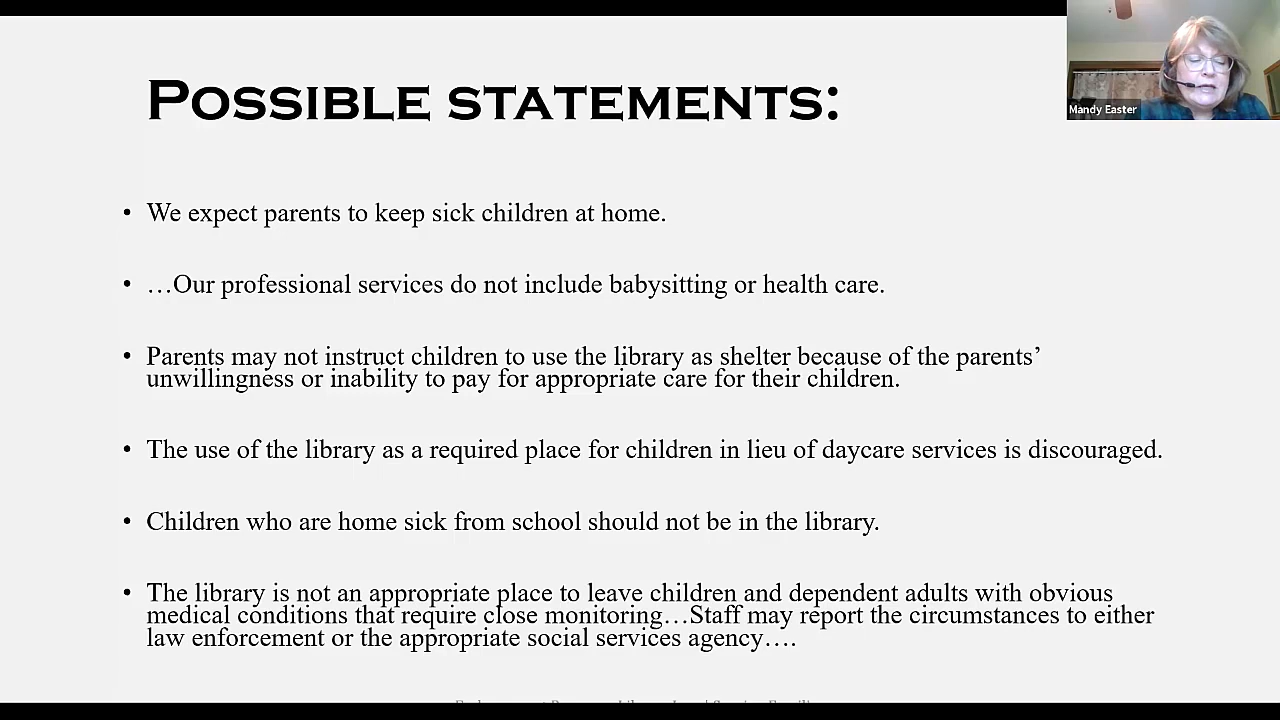 Possible statements:
Mandy Easter
• We expect parents to keep sick children at home.
• …Our professional services do not include babysitting or health care.
• Parents may not instruct children to use the library as shelter because of the parents’
unwillingness or inability to pay for appropriate care for their children.
• The use of the library as a required place for children in lieu of daycare services is discouraged.
• Children who are home sick from school should not be in the library.
• The library is not an appropriate place to leave children and dependent adults with obvious
medical conditions that require close monitoring…Staff may report the circumstances to either
law enforcement or the appropriate social services agency….